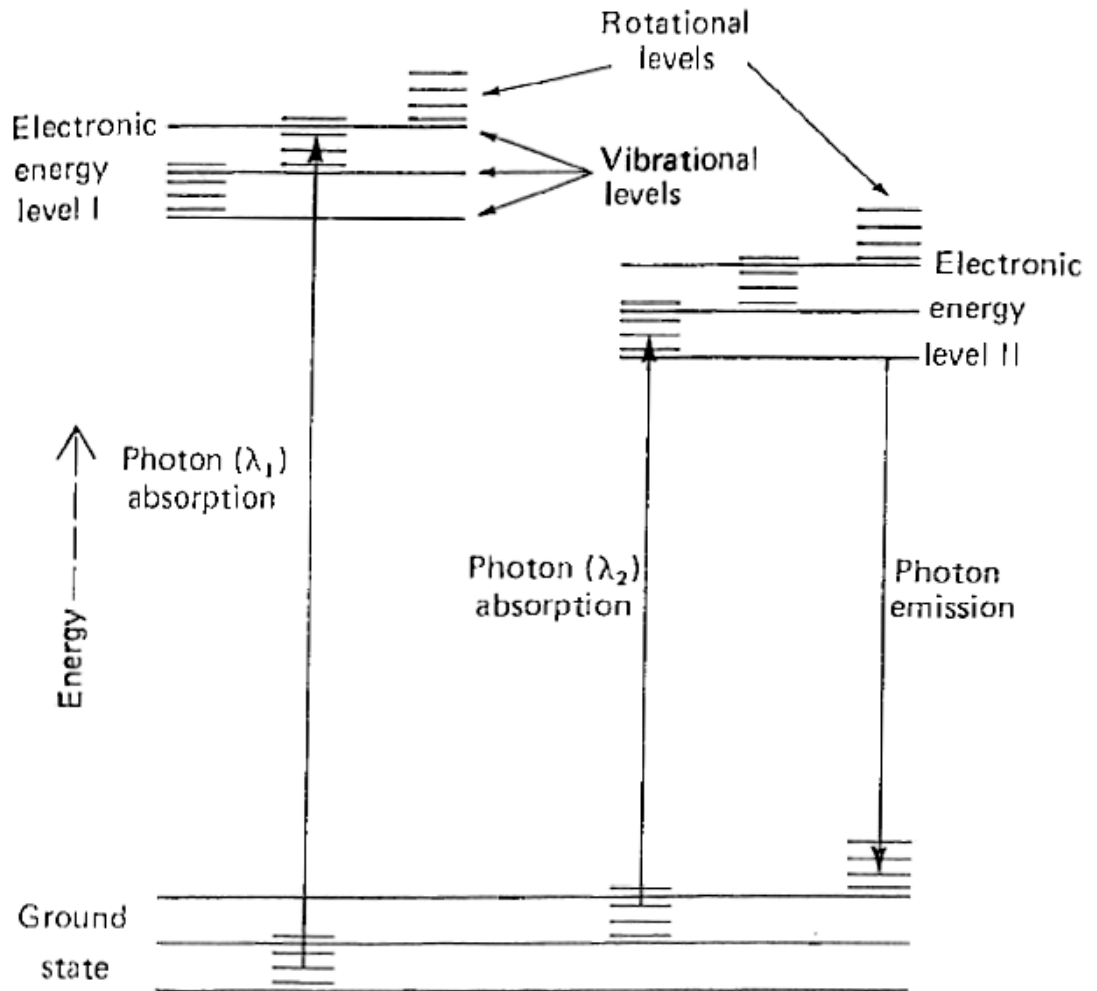 Rotational
levels
Electronic
energy
level I
Vibrational
levels
Electronic
energy
level II
Photon (λ₁)
absorption
Photon (λ₂)
absorption
Photon
emission
Energy
Ground
state